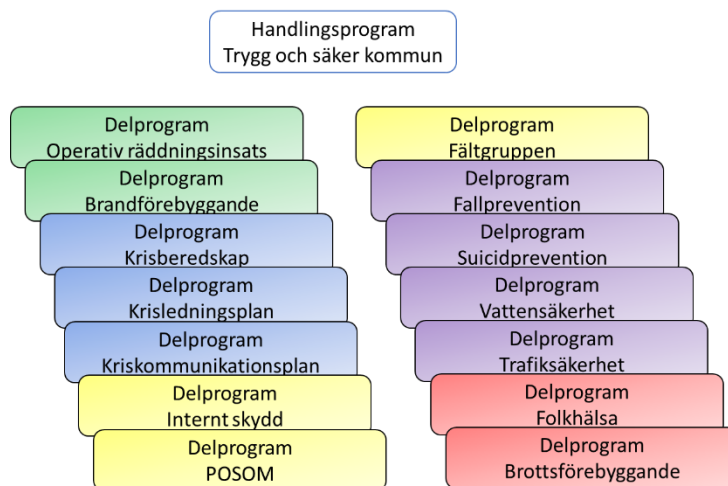 Handlingsprogram
Trygg och säker kommun
Delprogram
Operativ räddningsinsats
Delprogram
Brandförebyggande
Delprogram
Krisberedskap
Delprogram
Krisledningsplan
Delprogram
Kriskommunikationsplan
Delprogram
Internt skydd
Delprogram
POSOM
Delprogram
Fältgruppen
Delprogram
Fallprevention
Delprogram
Suicidprevention
Delprogram
Vattensäkerhet
Delprogram
Trafiksäkerhet
Delprogram
Folkhälsa
Delprogram
Brottsförebyggande